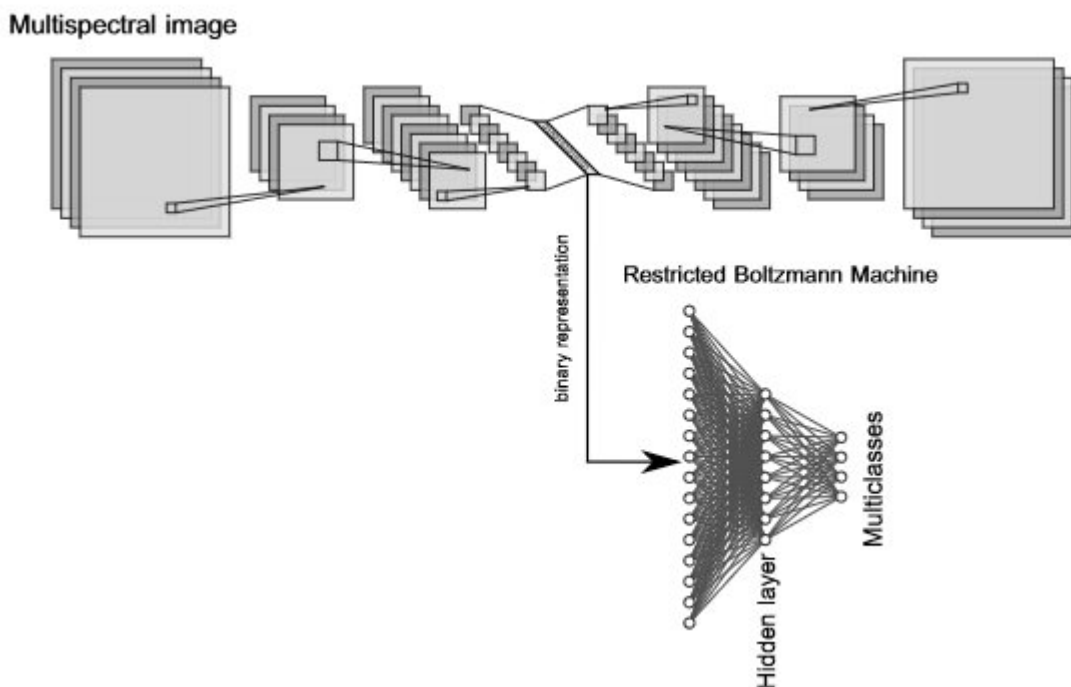 Multispectral image
binary representation
Restricted Boltzmann Machine
Hidden layer
Multiclasses